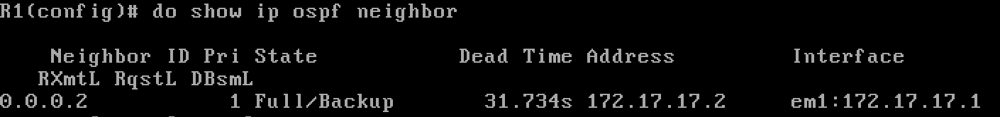 R1(config)# do show ip ospf neighbor
Neighbor ID Pri State Dead Time Address Interface
RXmtL RqstL DBsmL
0.0.0.2 1 Full/Backup 31.734s 172.17.17.2 em1:172.17.17.1